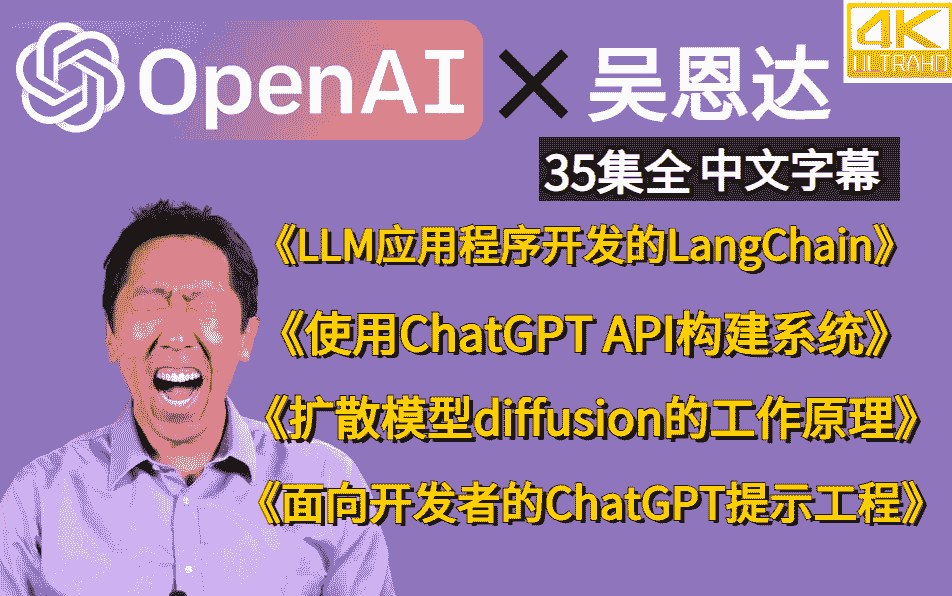 OpenAI × 吴恩达
4K
ULTRAHD
35集全 中文字幕
《LLM应用程序开发的LangChain》
《使用ChatGPT API构建系统》
《扩散模型diffusion的工作原理》
《面向开发者的ChatGPT提示工程》